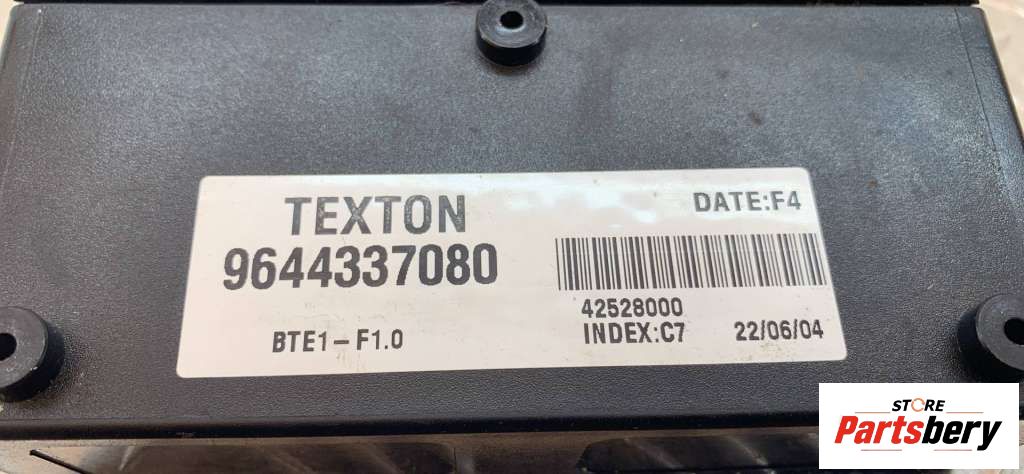 TEXTON
DATE:F4
9644337080
42528000
BTE1-F1.0
INDEX:C7 22/06/04
STORE
Partsbery